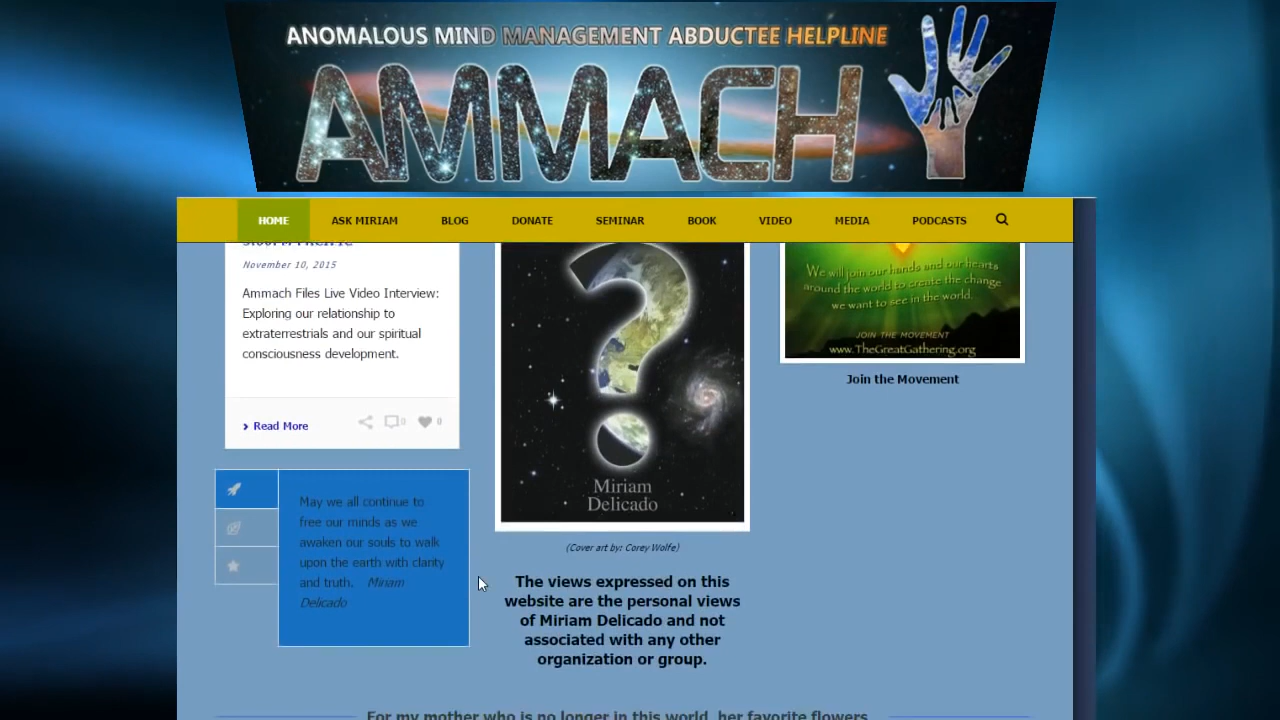 ANOMALOUS MIND MANAGEMENT ABDUCTEE HELPLINE
AMMACH
HOME ASK MIRIAM BLOG DONATE SEMINAR BOOK VIDEO MEDIA PODCASTS
November 10, 2015
Ammach Files Live Video Interview:
Exploring our relationship to
extraterrestrials and our spiritual
consciousness development.
Read More
0
0
May we all continue to
free our minds as we
awaken our souls to walk
upon the earth with clarity
and truth. Miriam
Delicado
Miriam
Delicado
(Cover art by: Corey Wolfe)
The views expressed on this
website are the personal views
of Miriam Delicado and not
associated with any other
organization or group.
We will join our hands and our hearts
around the world to create the change
we want to see in the world.
JOIN THE MOVEMENT
www.TheGreatGathering.org
Join the Movement
For my mother who is no longer in this world, her favorite flowers